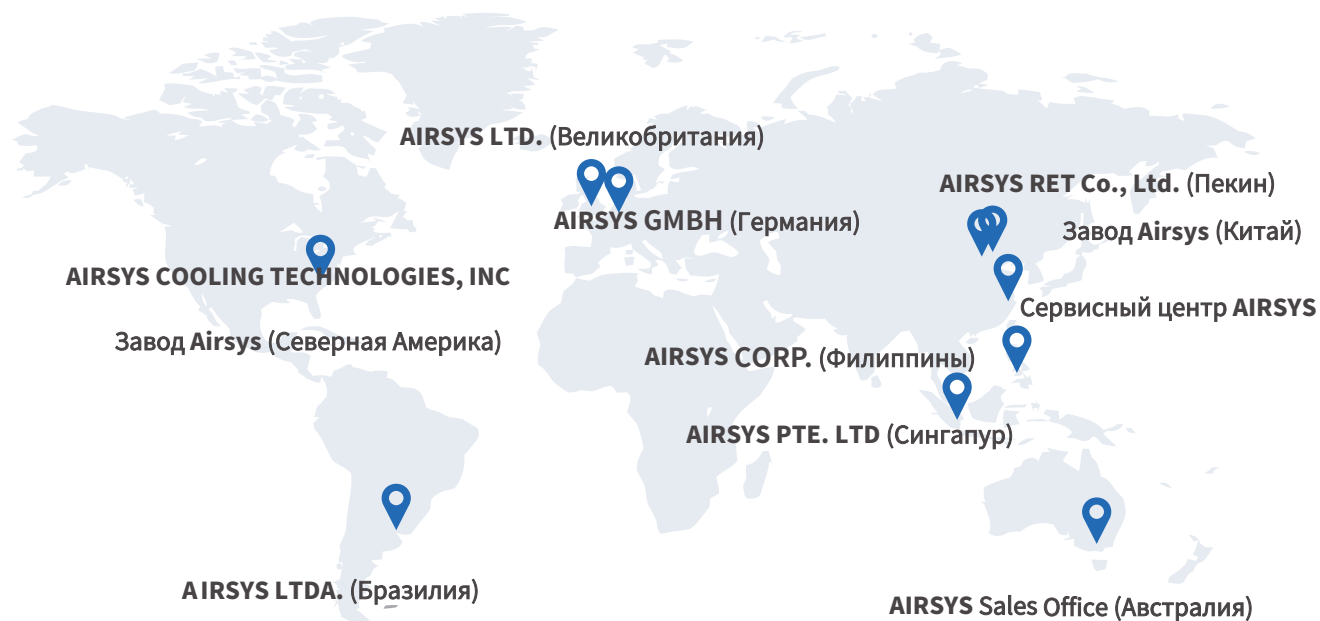 AIRSYS LTD. (Великобритания)
AIRSYS RET Co., Ltd. (Пекин)
AIRSYS GMBH (Германия)
Завод Airsys (Китай)
AIRSYS COOLING TECHNOLOGIES, INC
Сервисный центр AIRSYS
Завод Airsys (Северная Америка)
AIRSYS CORP. (Филиппины)
AIRSYS PTE. LTD (Сингапур)
AIRSYS LTDA. (Бразилия)
AIRSYS Sales Office (Австралия)